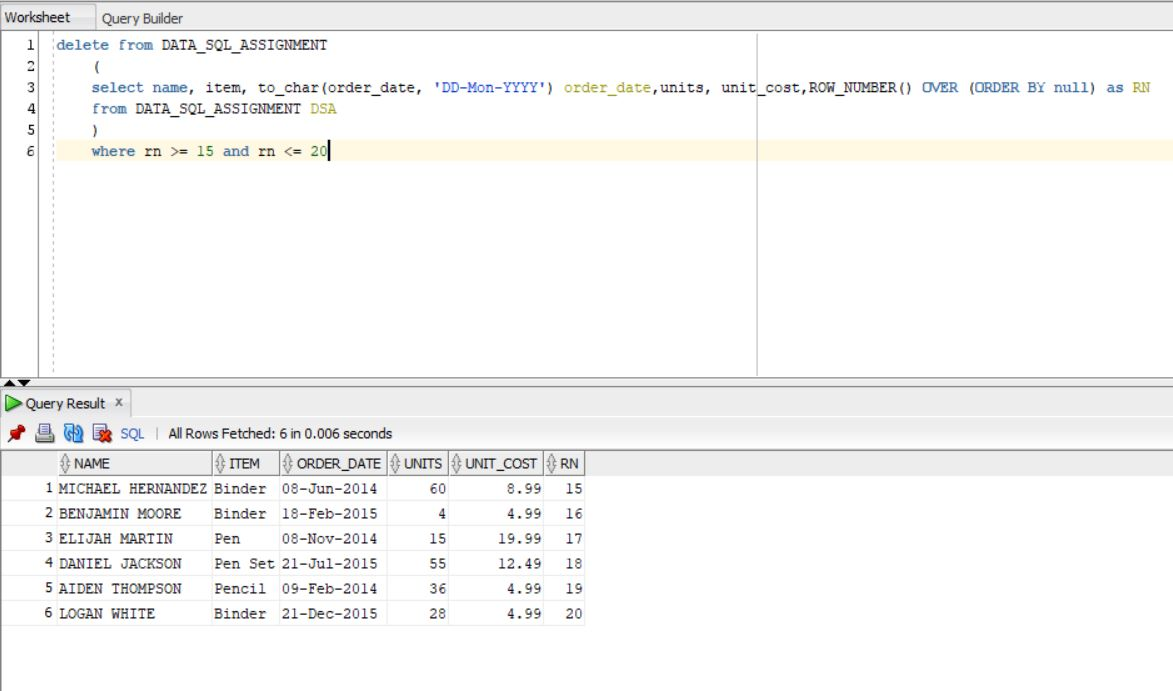 Worksheet Query Builder
1 delete from DATA_SQL_ASSIGNMENT
2 (
3 select name, item, to_char(order_date, 'DD-Mon-YYYY') order_date,units, unit_cost,ROW_NUMBER() OVER (ORDER BY null) as RN
4 from DATA_SQL_ASSIGNMENT DSA
5 )
6 where rn >= 15 and rn <= 20
Query Result x
SQL | All Rows Fetched: 6 in 0.006 seconds
NAME ITEM ORDER_DATE UNITS UNIT_COST RN
1 MICHAEL HERNANDEZ Binder 08-Jun-2014 60 8.99 15
2 BENJAMIN MOORE Binder 18-Feb-2015 4 4.99 16
3 ELIJAH MARTIN Pen 08-Nov-2014 15 19.99 17
4 DANIEL JACKSON Pen Set 21-Jul-2015 55 12.49 18
5 AIDEN THOMPSON Pencil 09-Feb-2014 36 4.99 19
6 LOGAN WHITE Binder 21-Dec-2015 28 4.99 20